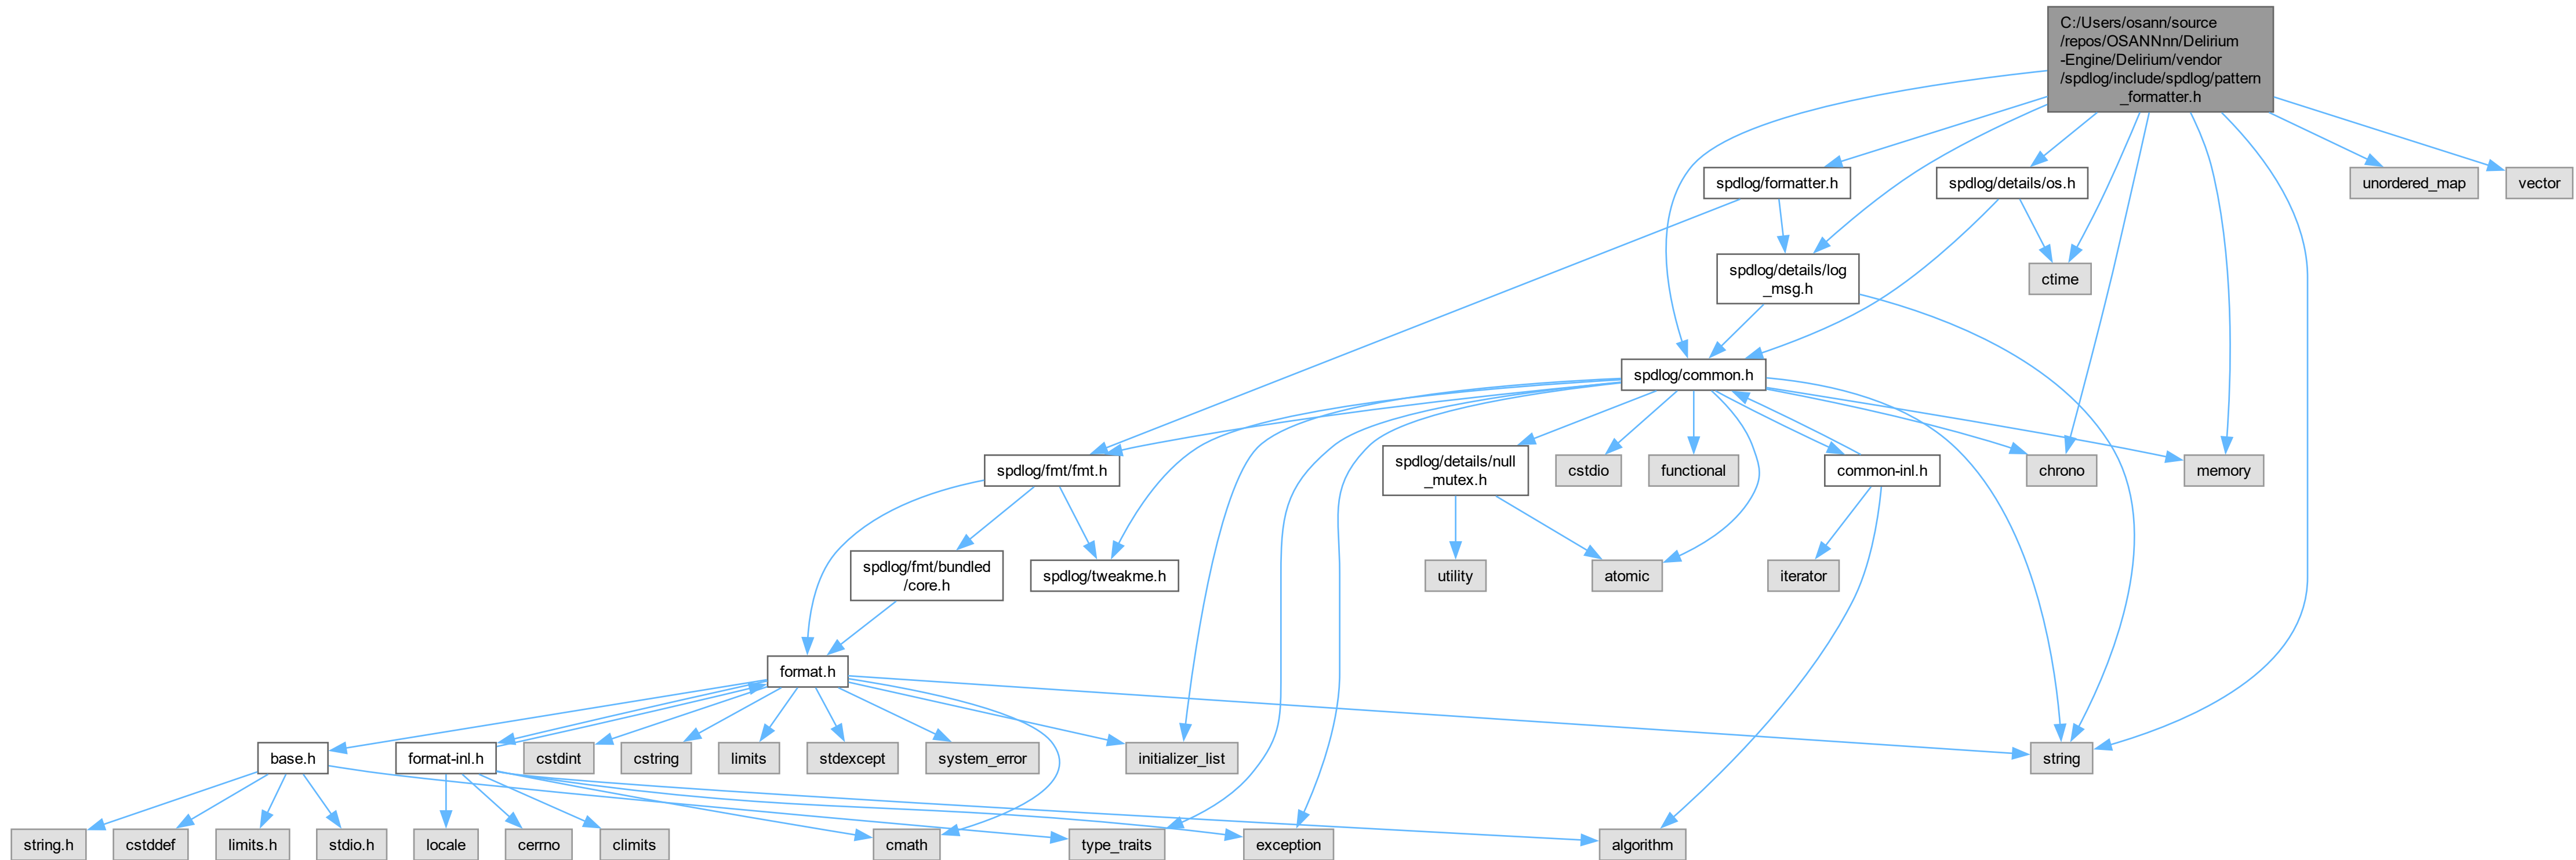 C:/Users/osann/source
/repos/OSANNnn/Delirium
-Engine/Delirium/vendor
/spdlog/include/spdlog/pattern
_formatter.h
spdlog/formatter.h
spdlog/details/os.h
unordered_map
vector
spdlog/details/log
_msg.h
ctime
spdlog/common.h
spdlog/fmt/fmt.h
spdlog/details/null
_mutex.h
cstdio
functional
common-inl.h
chrono
memory
spdlog/fmt/bundled
/core.h
spdlog/tweakme.h
utility
atomic
iterator
format.h
base.h
format-inl.h
cstdint
cstring
limits
stdexcept
system_error
initializer_list
string
string.h
cstddef
limits.h
stdio.h
locale
cerrno
climits
cmath
type_traits
exception
algorithm